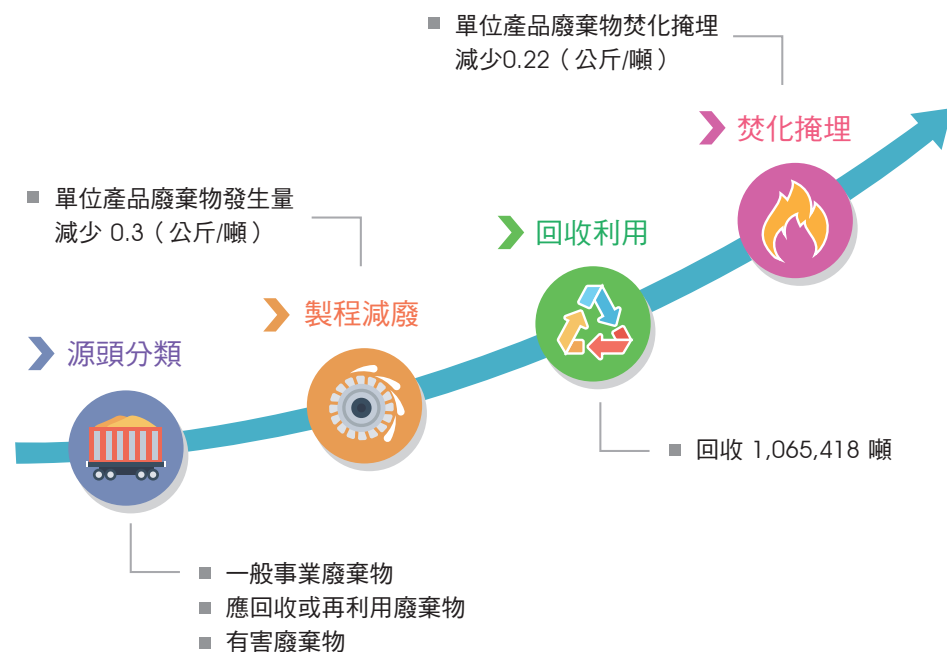 ■ 單位產品廢棄物焚化掩埋
減少0.22（公斤/噸）
焚化掩埋
■ 單位產品廢棄物發生量
減少 0.3（公斤/噸）
回收利用
製程減廢
源頭分類
■ 回收 1,065,418 噸
■ 一般事業廢棄物
■ 應回收或再利用廢棄物
■ 有害廢棄物